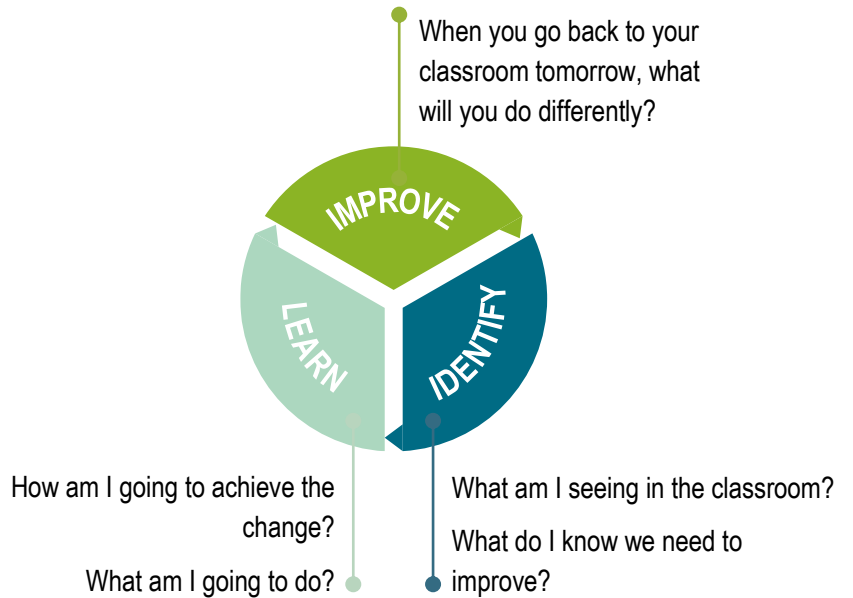 When you go back to your
classroom tomorrow, what
will you do differently?
IMPROVE
LEARN
IDENTIFY
How am I going to achieve the
change?
What am I going to do?
What am I seeing in the classroom?
What do I know we need to
improve?